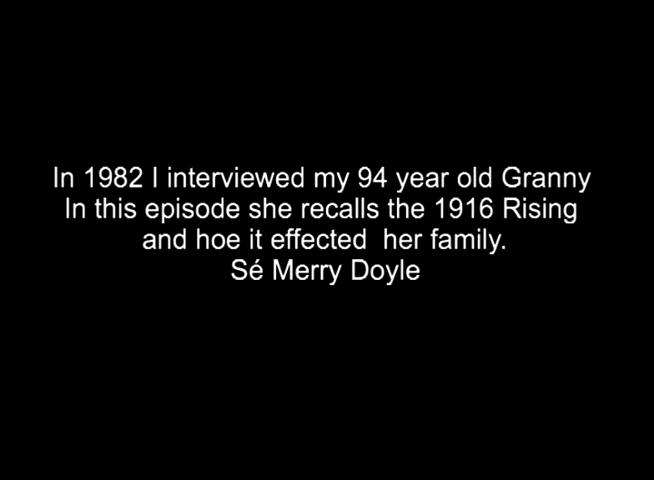 In 1982 I interviewed my 94 year old Granny
In this episode she recalls the 1916 Rising
and hoe it effected  her family.
Sé Merry Doyle